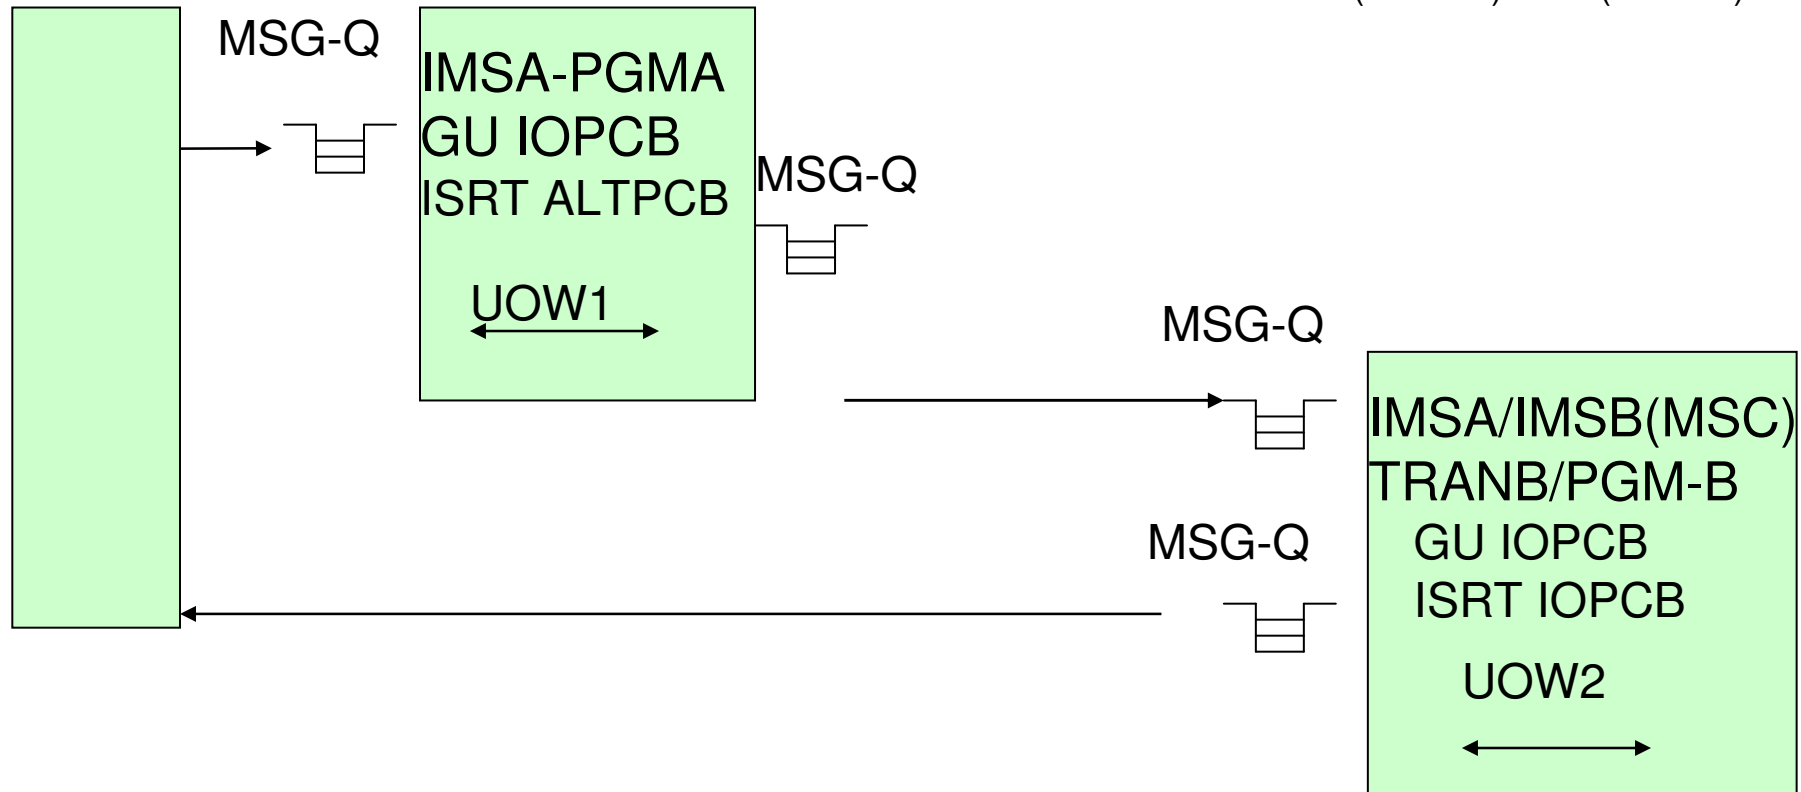 MSG-Q
IMSA-PGMA
GU IOPCB
ISRT ALTPCB
MSG-Q
UOW1
MSG-Q
IMSA/IMSB(MSC)
TRANB/PGM-B
MSG-Q
GU IOPCB
ISRT IOPCB
UOW2